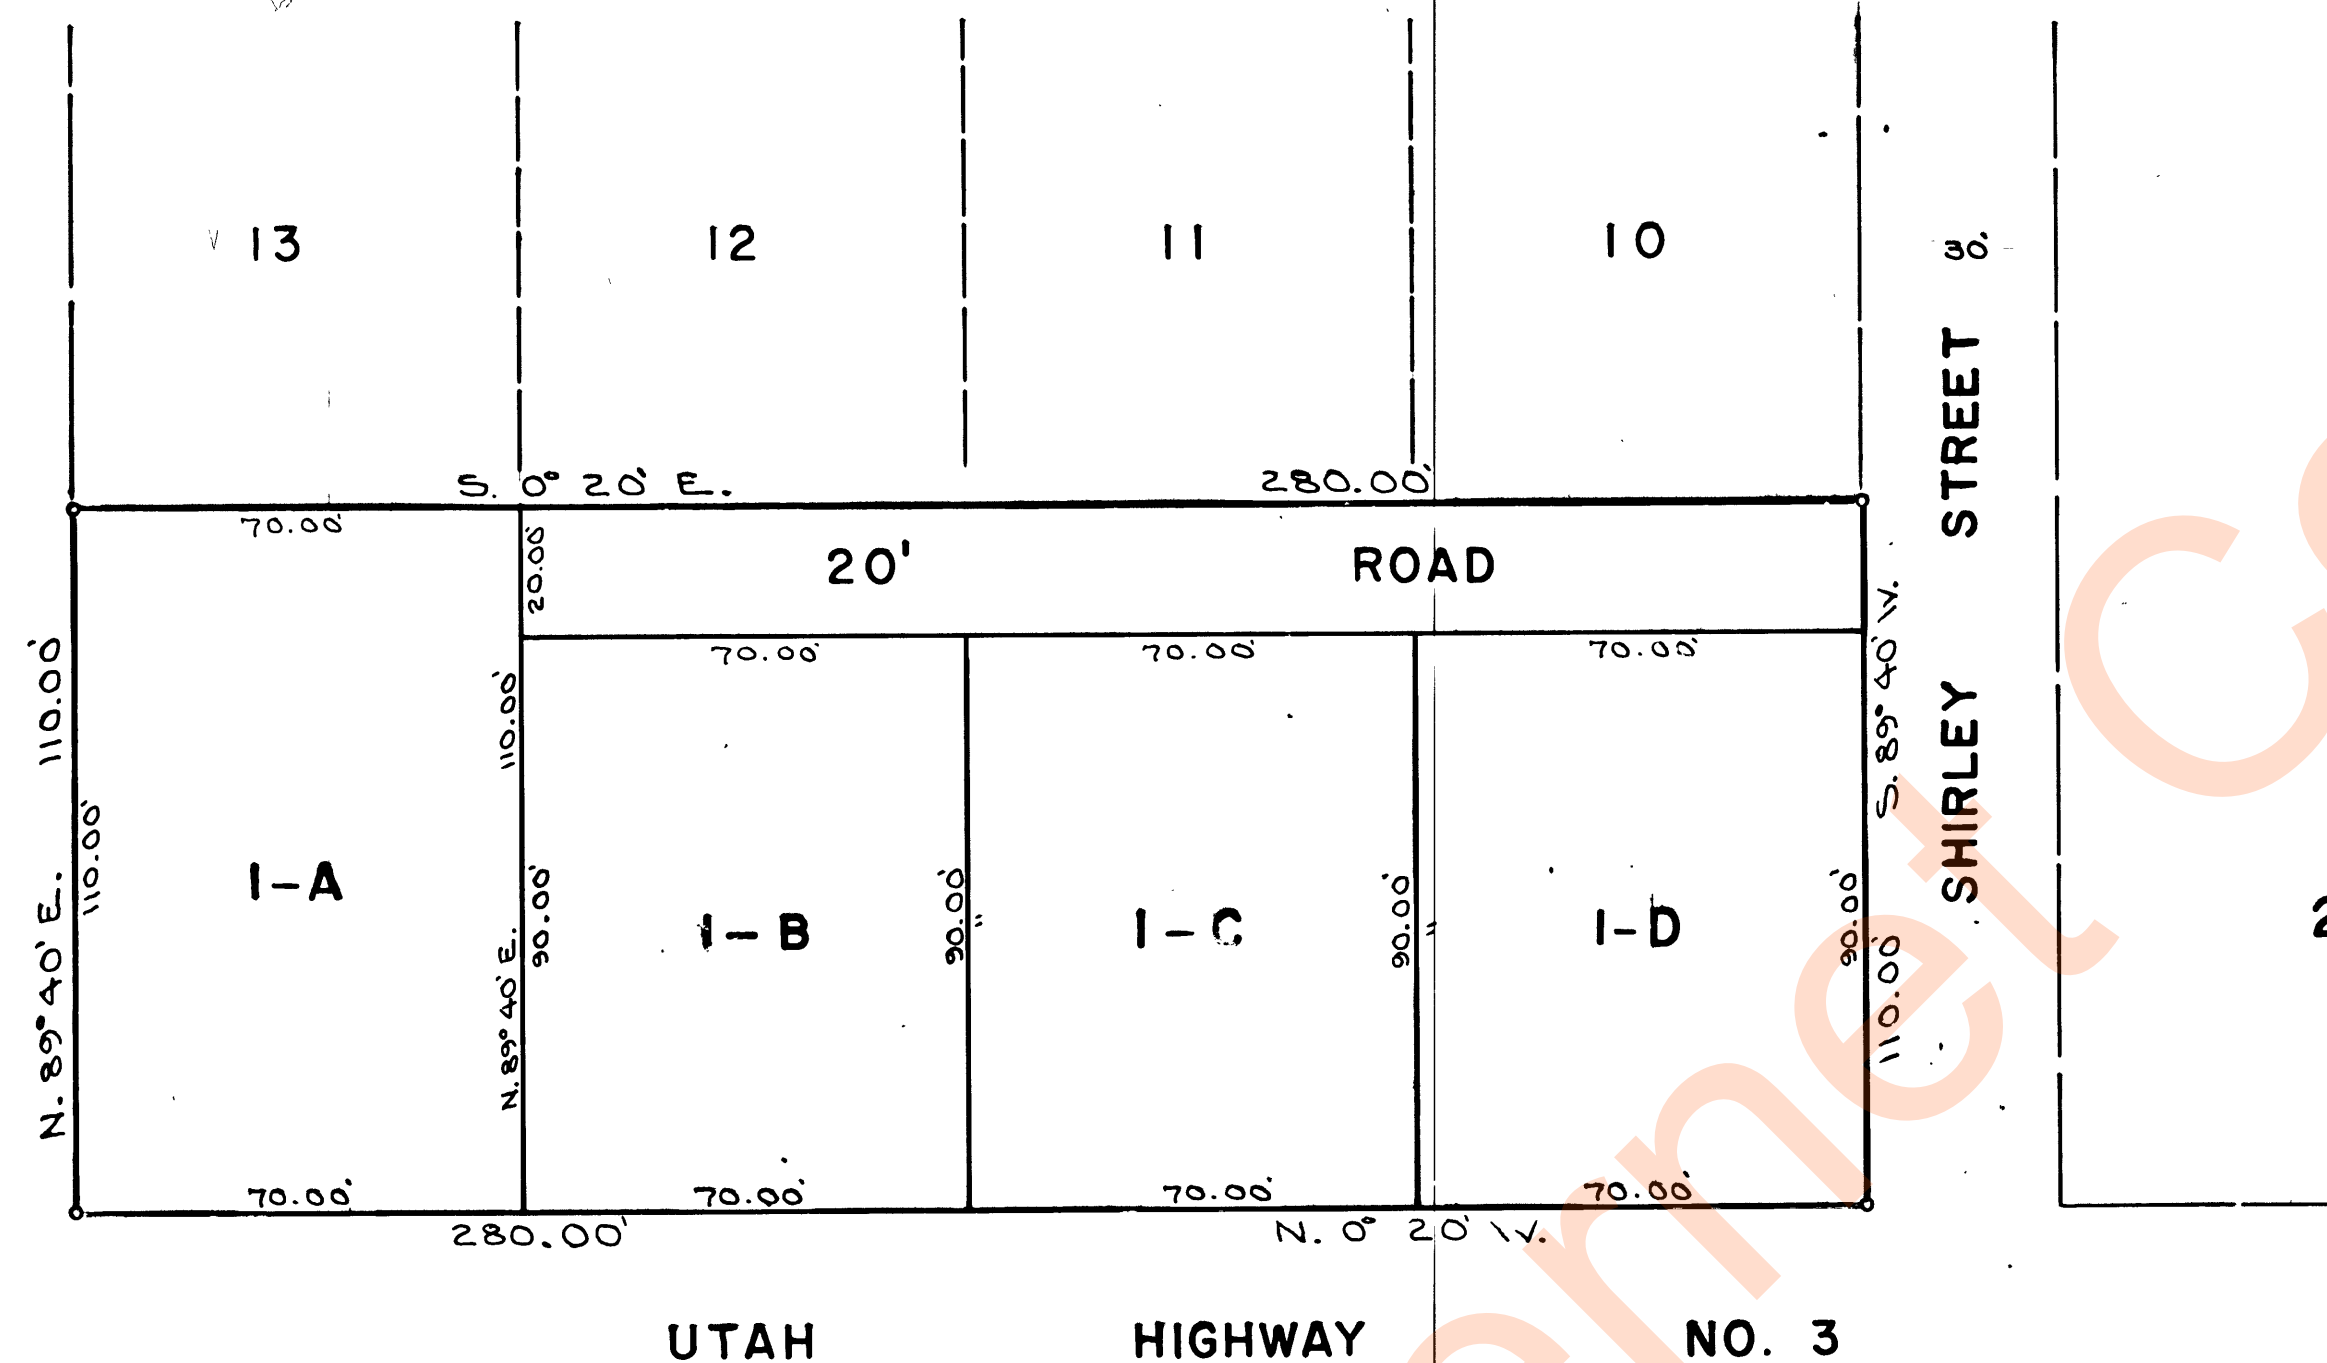 13 12 11 10 30'
S. 0° 20' E. 280.00'
70.00'
20.00'
20' ROAD
70.00' 70.00' 70.00'
N. 89° 40' E. 110.00'
110.00'
N. 89° 40' E. 110.00'
90.00'
90.00'
90.00'
90.00'
S. 89° 40' W.
110.00'
SHIRLEY STREET
1-A 1-B 1-C 1-D
2
70.00' 70.00' 70.00' 70.00'
280.00' N. 0° 20' W.
UTAH HIGHWAY NO. 3